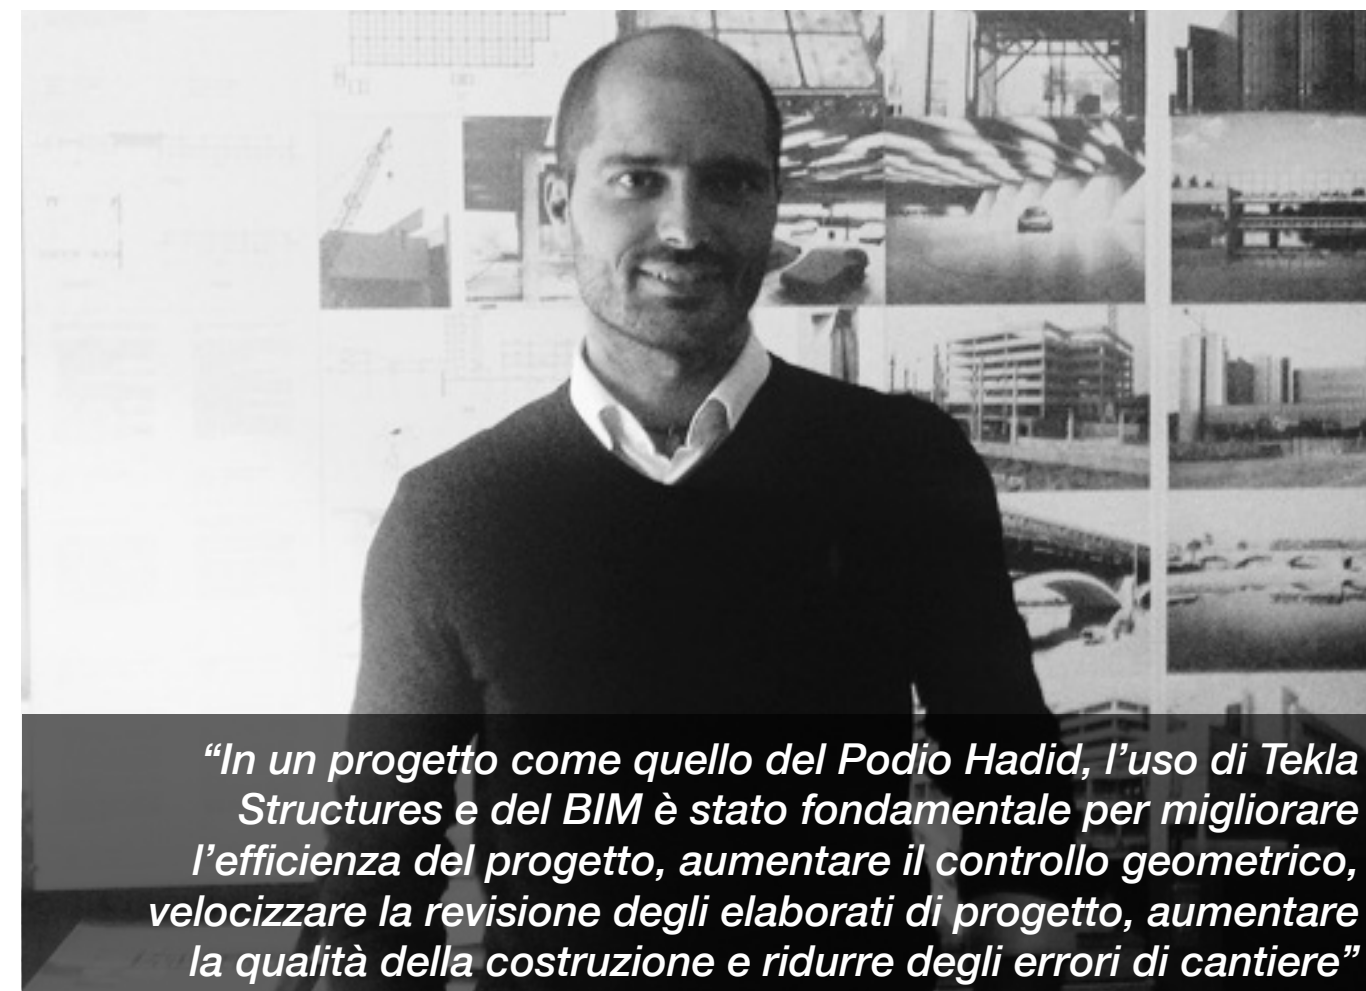 “In un progetto come quello del Podio Hadid, l’uso di Tekla
Structures e del BIM è stato fondamentale per migliorare
l’efficienza del progetto, aumentare il controllo geometrico,
velocizzare la revisione degli elaborati di progetto, aumentare
la qualità della costruzione e ridurre degli errori di cantiere”